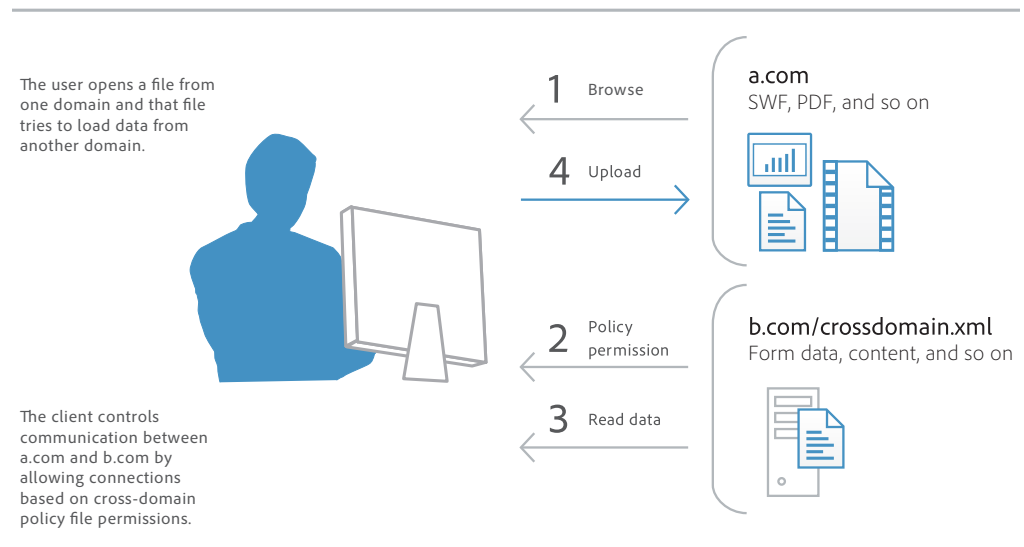 The user opens a file from
one domain and that file
tries to load data from
another domain.
1 Browse
4 Upload
a.com
SWF, PDF, and so on
2 Policy
permission
3 Read data
b.com/crossdomain.xml
Form data, content, and so on
The client controls
communication between
a.com and b.com by
allowing connections
based on cross-domain
policy file permissions.